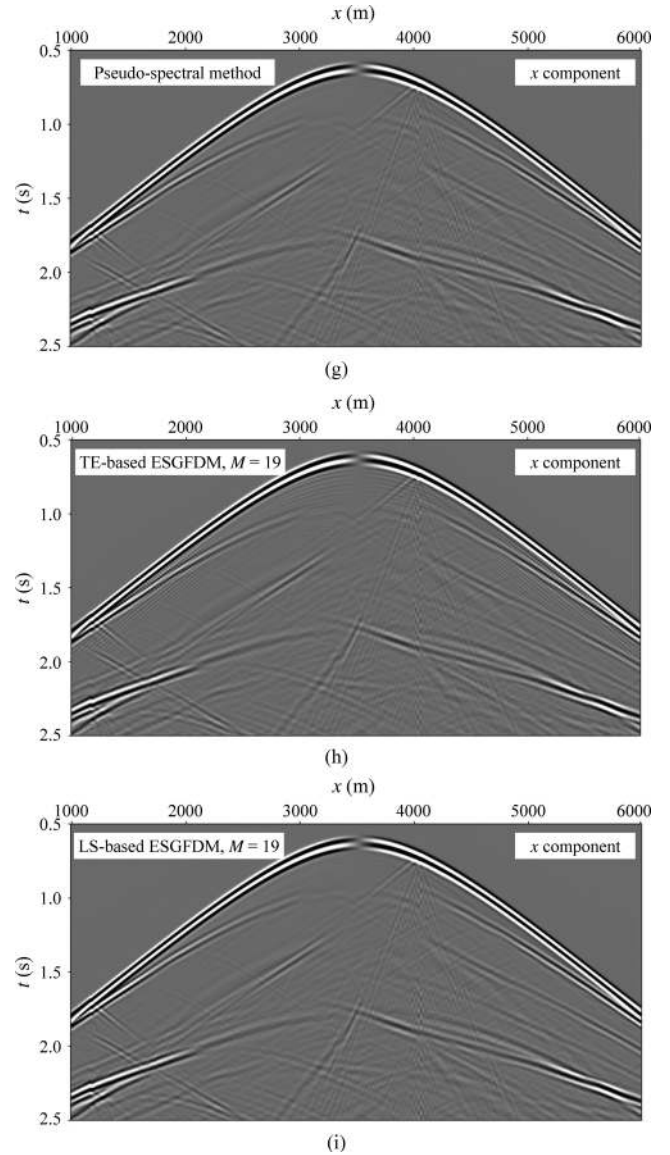 x (m)
1000 2000 3000 4000 5000 6000
0.5
Pseudo-spectral method x component
1.0
t (s)
1.5
2.0
2.5
(g)
x (m)
1000 2000 3000 4000 5000 6000
0.5
TE-based ESGFDM, M = 19 x component
1.0
t (s)
1.5
2.0
2.5
(h)
x (m)
1000 2000 3000 4000 5000 6000
0.5
LS-based ESGFDM, M = 19 x component
1.0
t (s)
1.5
2.0
2.5
(i)